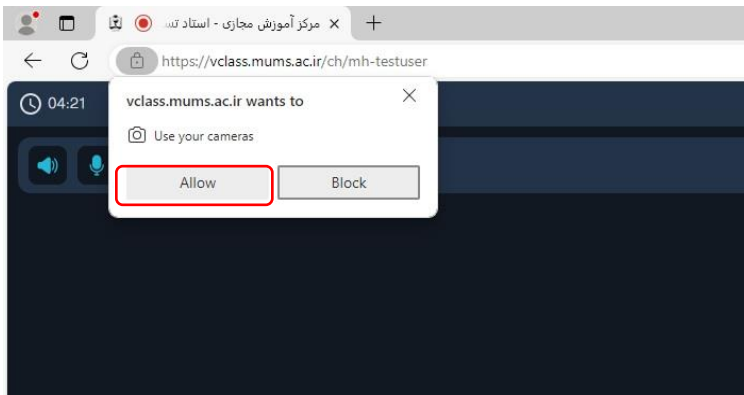 مرکز آموزش مجازی - استاد تس
https://vclass.mums.ac.ir/ch/mh-testuser
04:21
vclass.mums.ac.ir wants to
Use your cameras
Allow
Block